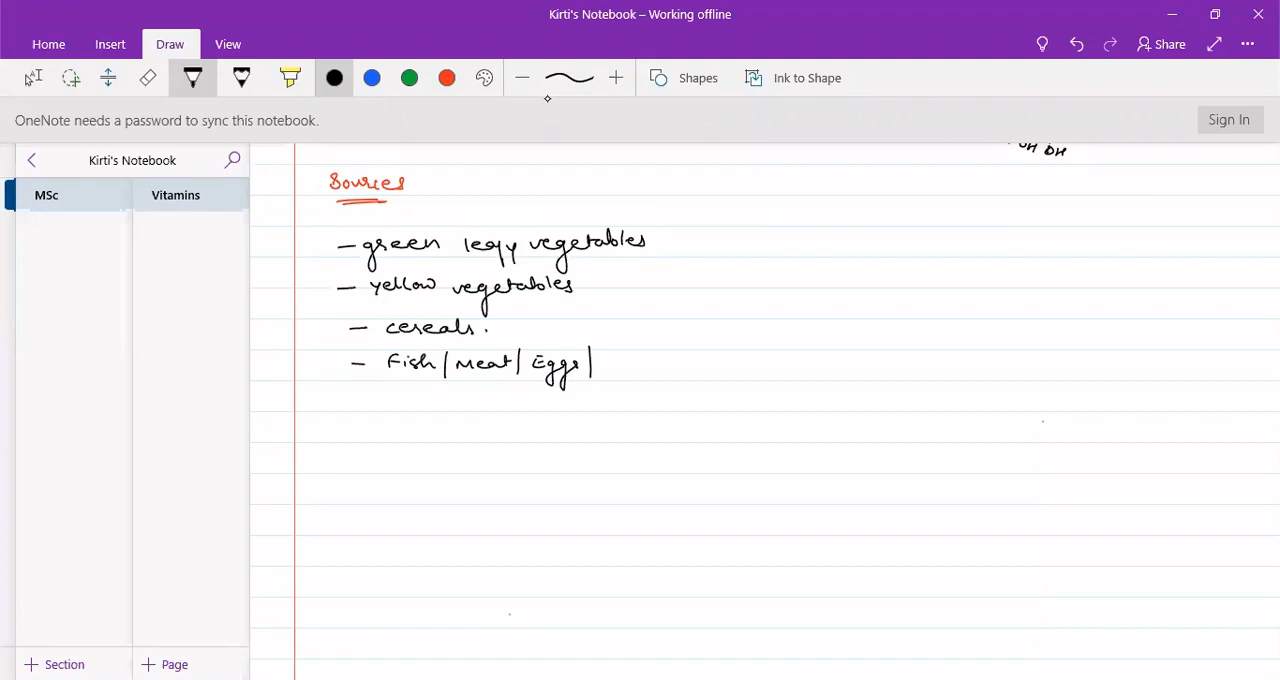 Kirti's Notebook – Working offline
Home Insert Draw View
Share
Shapes Ink to Shape
OneNote needs a password to sync this notebook.
Sign In
Kirti's Notebook
MSc Vitamins
OH OH
Sources
– green leafy vegetables
– yellow vegetables
– cereals.
– Fish | Meat | Eggs |
+ Section + Page